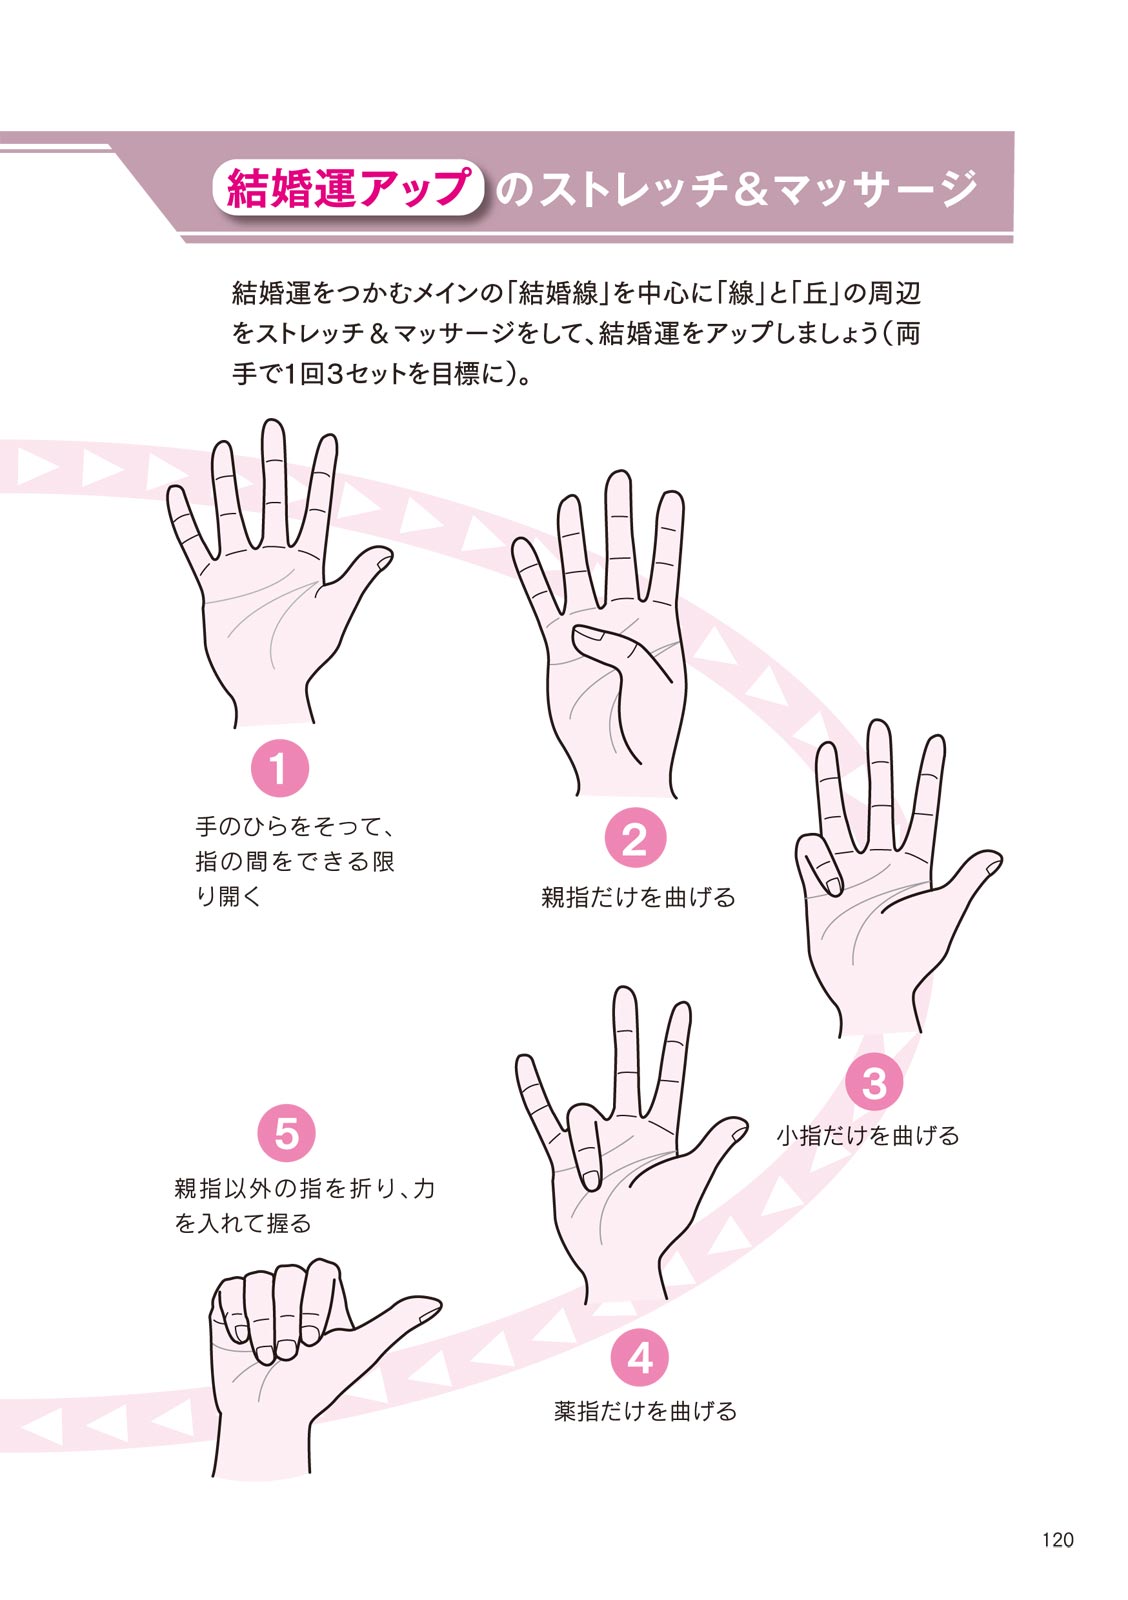 結婚運アップのストレッチ＆マッサージ
結婚運をつかむメインの「結婚線」を中心に「線」と「丘」の周辺
をストレッチ＆マッサージをして、結婚運をアップしましょう（両
手で1回3セットを目標に）。
1
手のひらをそって、
指の間をできる限
り開く
2
親指だけを曲げる
3
小指だけを曲げる
4
薬指だけを曲げる
5
親指以外の指を折り、力
を入れて握る
120